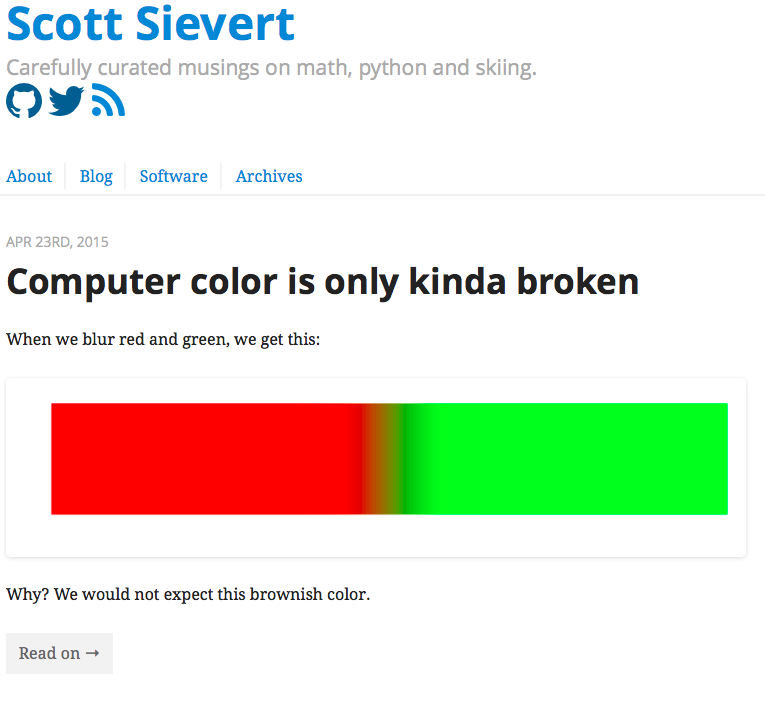 Scott Sievert
Carefully curated musings on math, python and skiing.
About Blog Software Archives
APR 23RD, 2015
Computer color is only kinda broken
When we blur red and green, we get this:
Why? We would not expect this brownish color.
Read on →